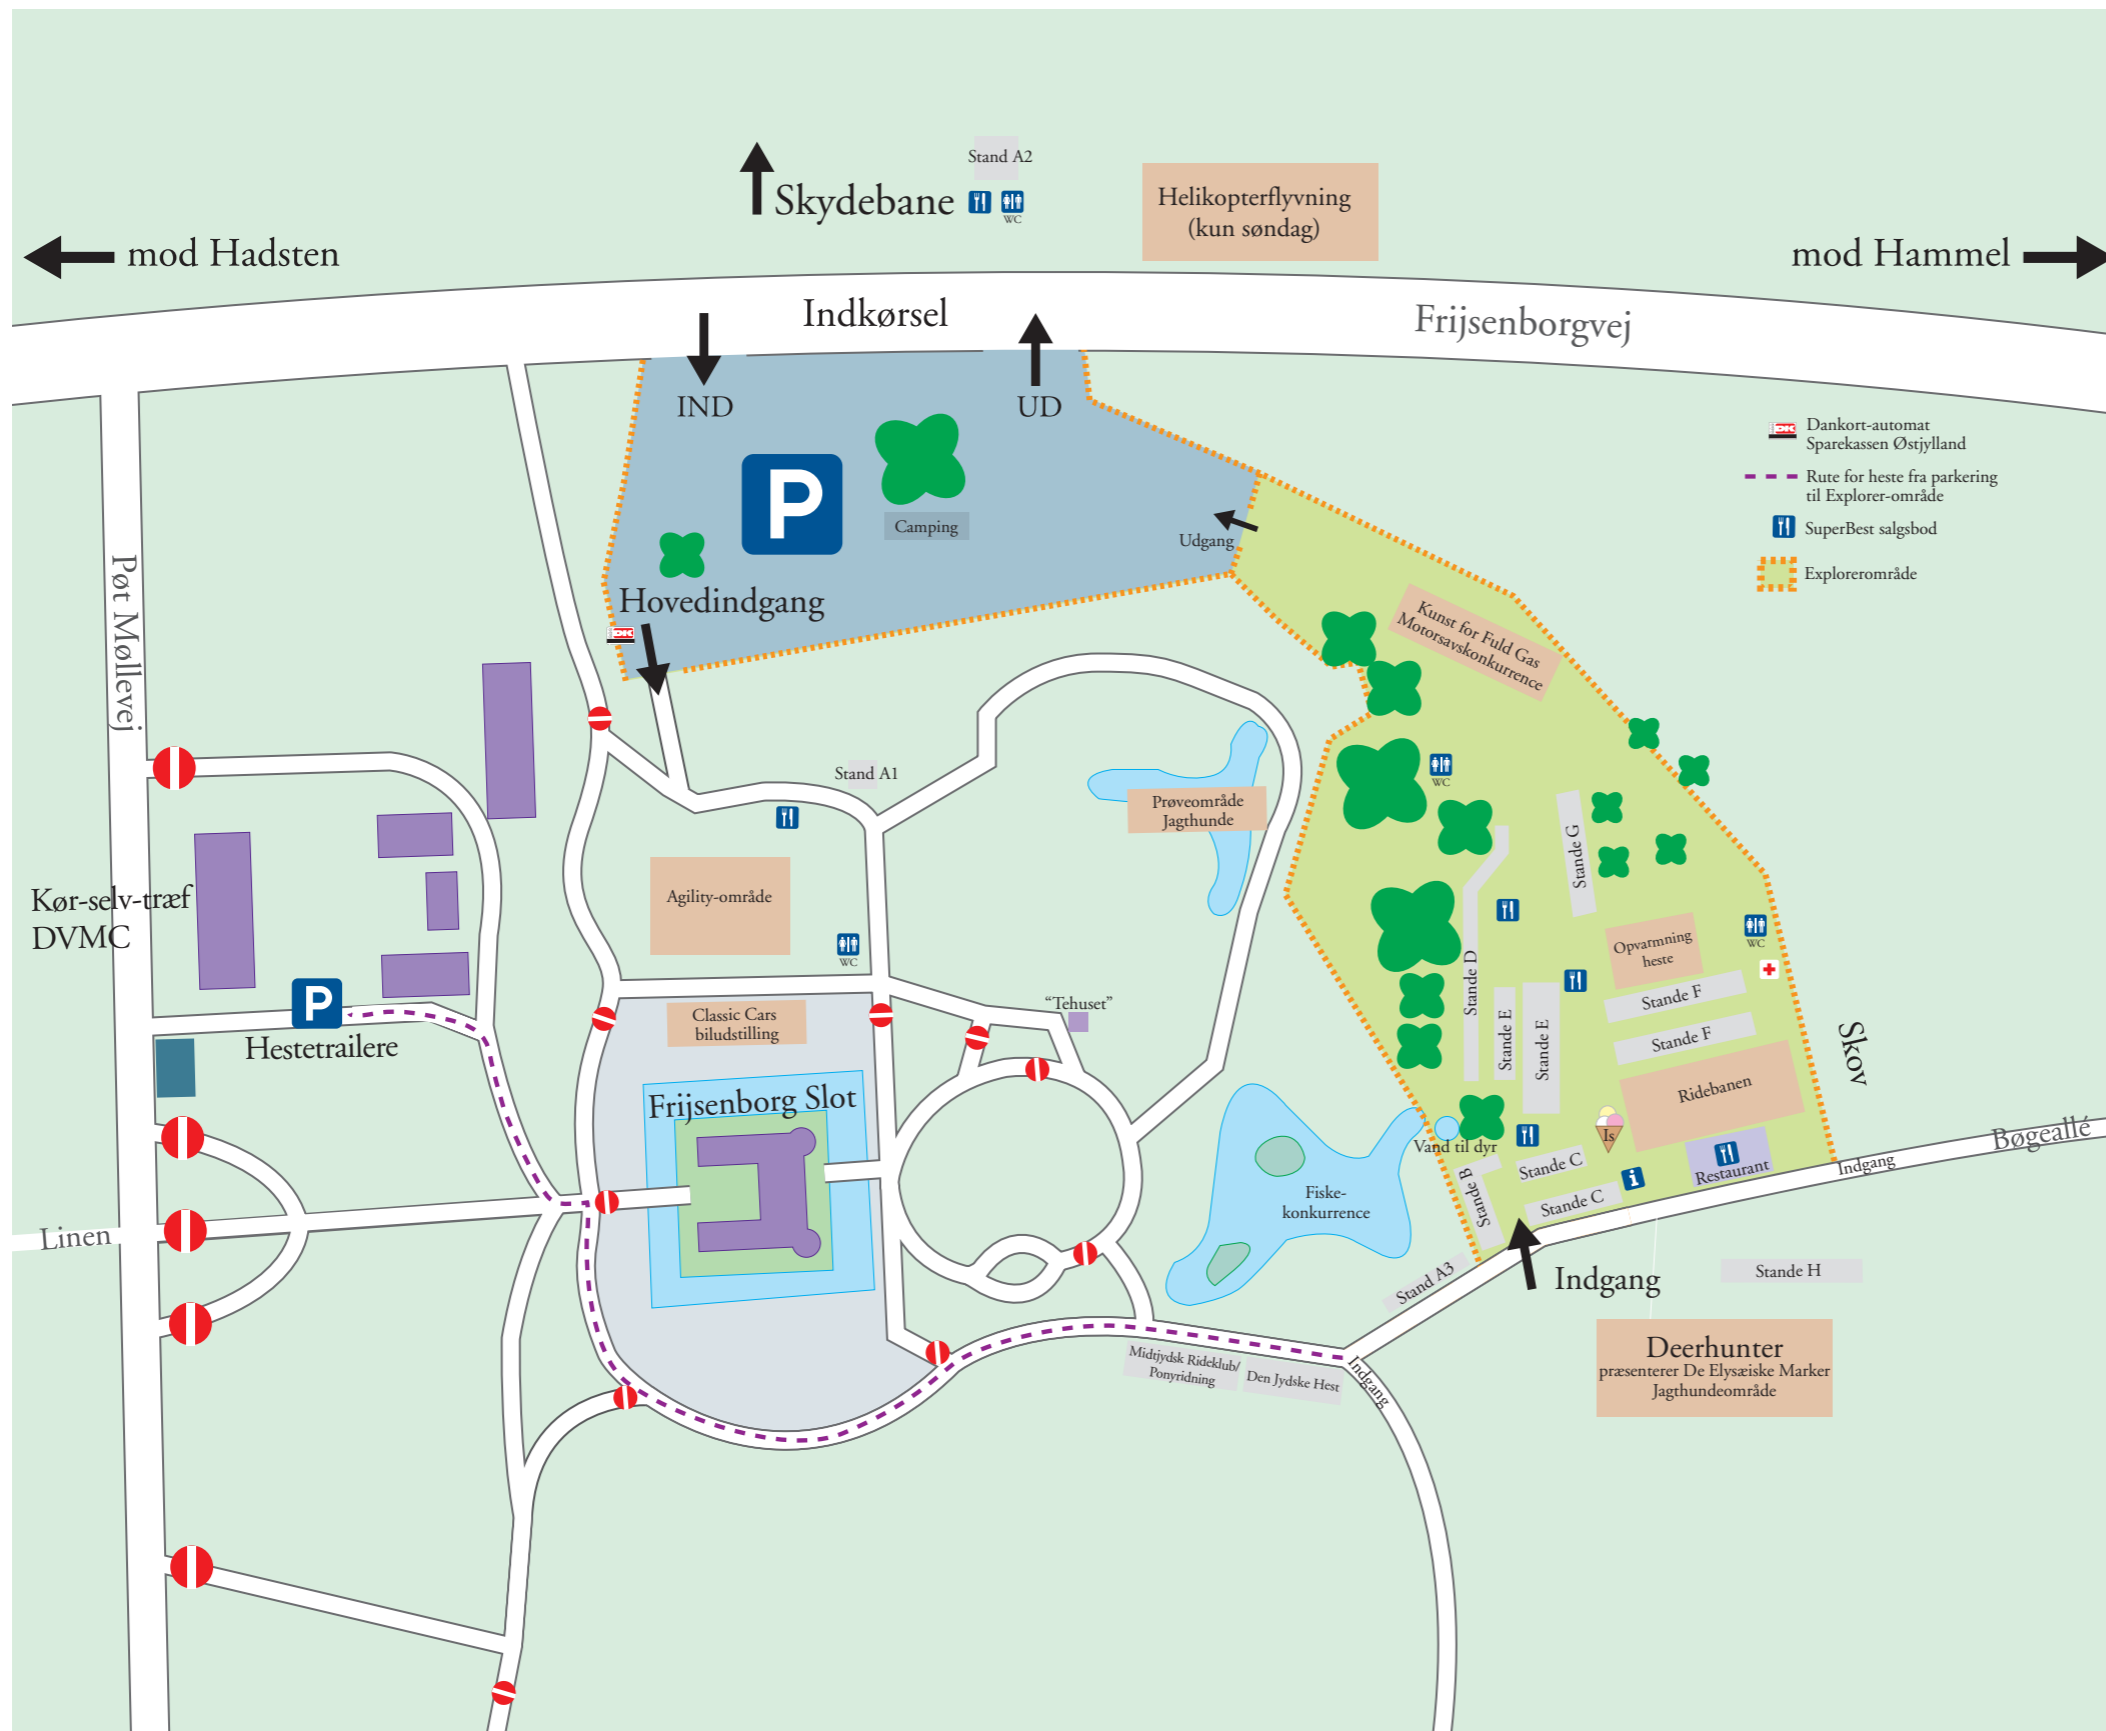 Stand A2
Skydebane
WC
Helikopterflyvning
(kun søndag)
mod Hadsten
mod Hammel
Indkørsel
Frijsenborgvej
IND
UD
P
Camping
Udgang
Dankort-automat
Sparekassen Østjylland
Rute for heste fra parkering
til Explorer-område
SuperBest salgsbod
Explorerområde
Hovedindgang
DK
Pøt Møllevej
Kunst for Fuld Gas
Motorsavskonkurrence
Stand A1
WC
Prøveområde
Jagthunde
Stande G
Kør-selv-træf
DVMC
Agility-område
WC
Opvarmning
heste
WC
Stande D
Stande E
Stande E
Stande F
Stande F
P
Hestetrailere
Classic Cars
biludstilling
"Tehuset"
Skov
Ridebanen
Frijsenborg Slot
Is
Vand til dyr
Bøgeallé
Indgang
Restaurant
i
Stande C
Stande C
Stande B
Fiske-
konkurrence
Linen
Stand A3
Indgang
Stande H
Midtjydsk Rideklub/
Ponyridning
Den Jydske Hest
Indgang
Deerhunter
præsenterer De Elysæiske Marker
Jagthundeområde